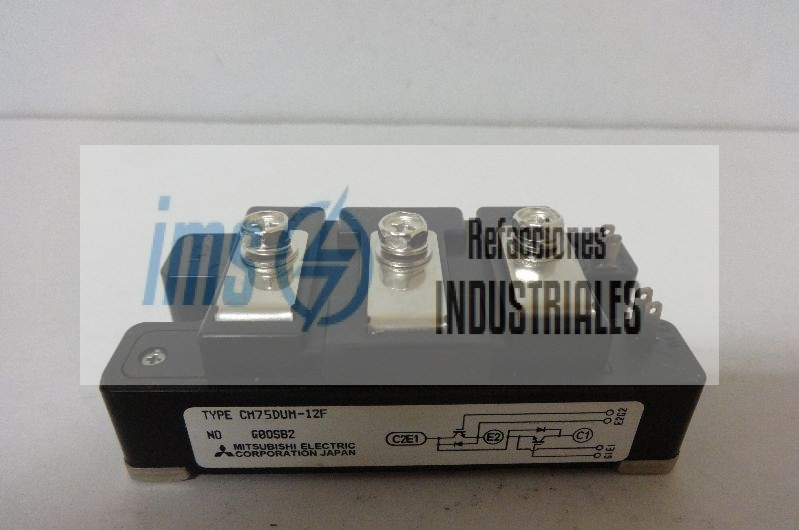 ims
Refacciones
INDUSTRIALES
TYPE CM75DUM-12F
NO G00SB2
MITSUBISHI ELECTRIC
CORPORATION JAPAN
C2E1
E2
C1
E2G2
G1E1